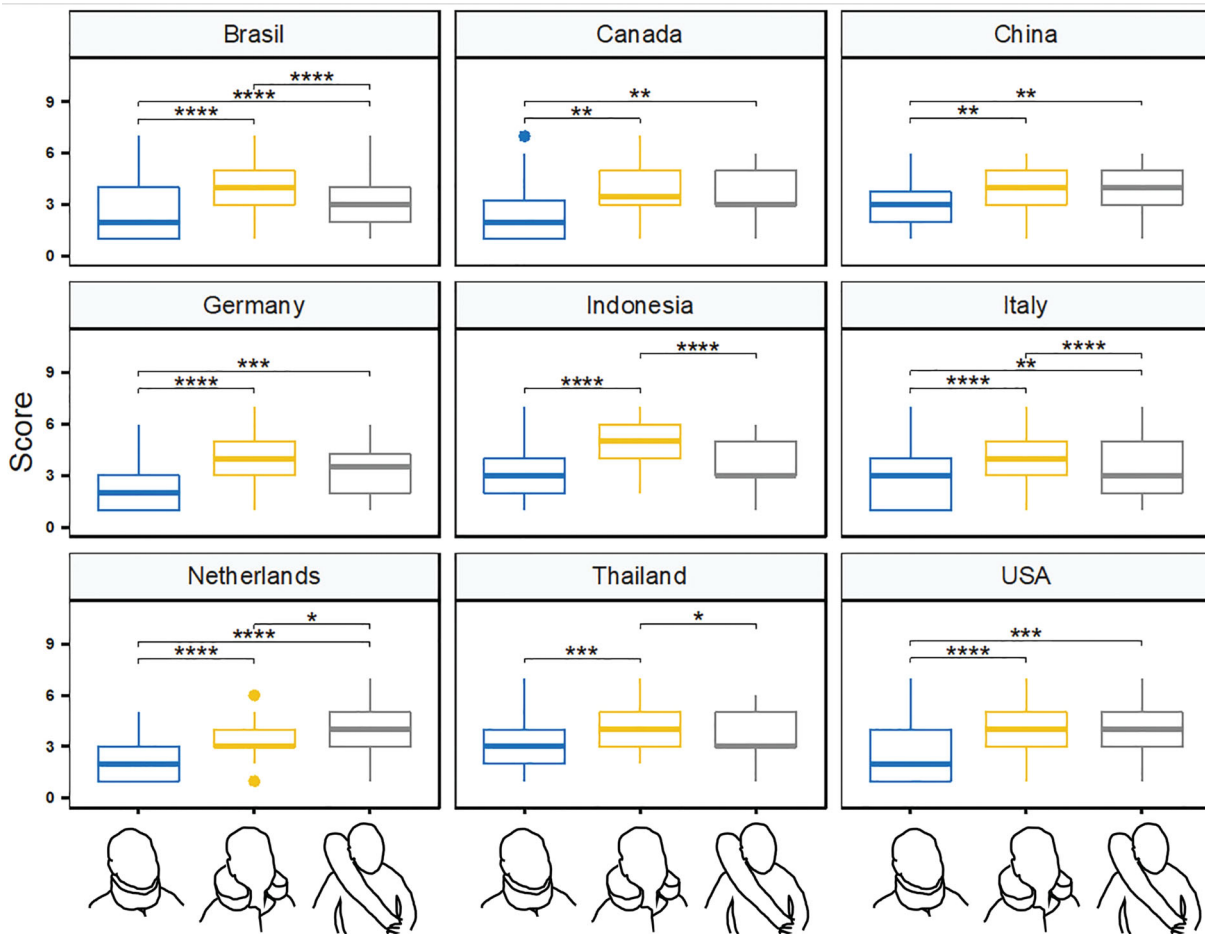 Brasil Canada China
**** ** **
**** ** **
****
9
6
3
0
Germany Indonesia Italy
*** **** ****
**** **** **
****
Score
9
6
3
0
Netherlands Thailand USA
* * ***
**** *** ****
****
9
6
3
0